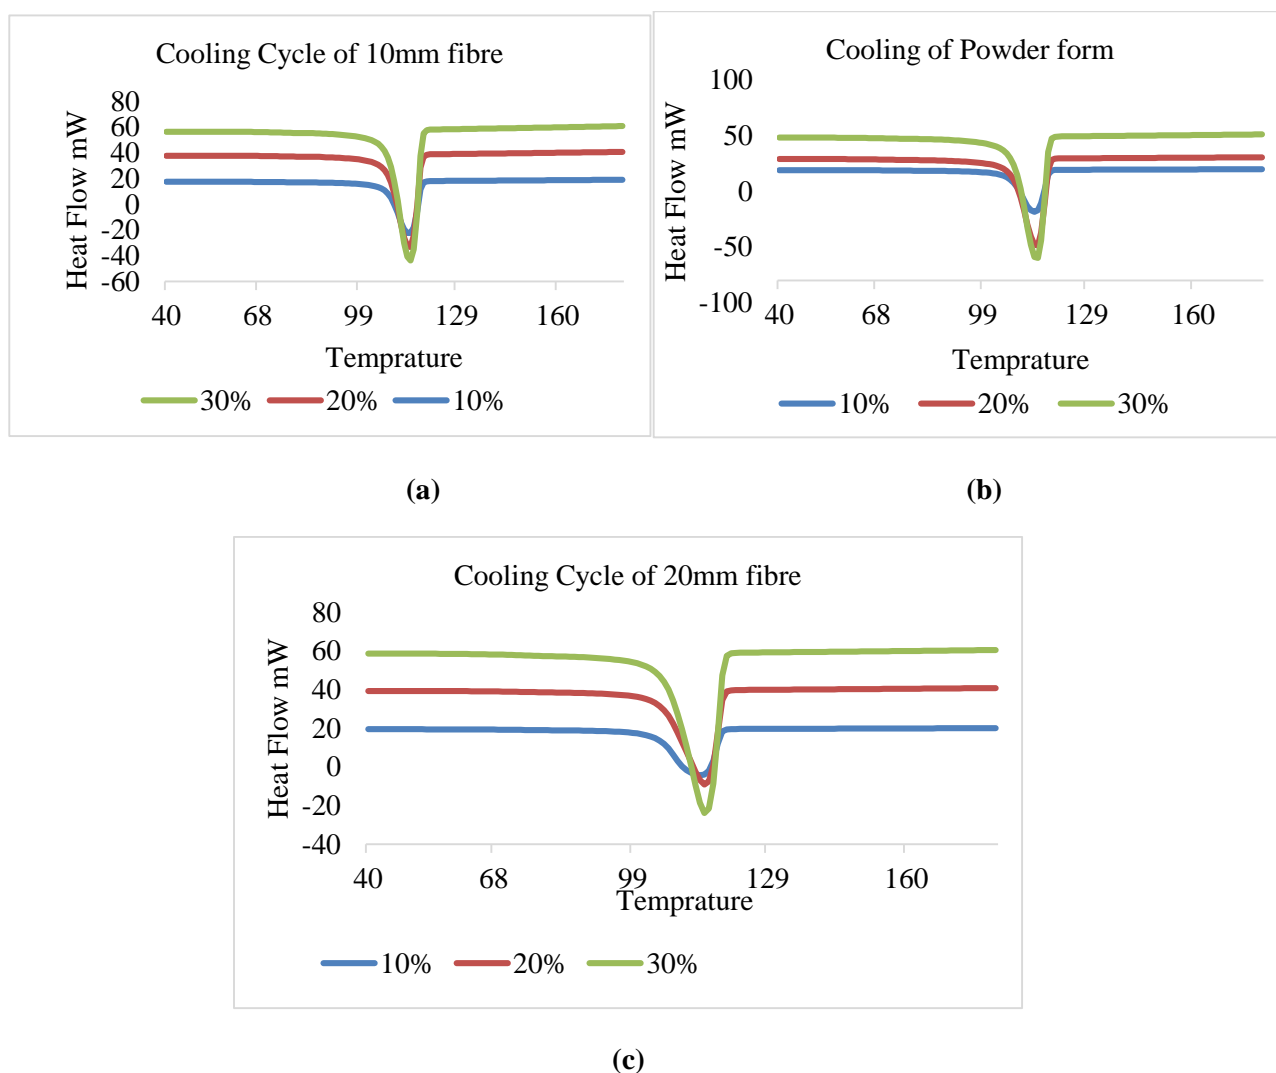 Cooling Cycle of 10mm fibre
Heat Flow mW
80
60
40
20
0
-20
-40
-60
40 68 99 129 160
Temprature
30% 20% 10%
(a)
Cooling of Powder form
Heat Flow mW
100
50
0
-50
-100
40 68 99 129 160
Temprature
10% 20% 30%
(b)
Cooling Cycle of 20mm fibre
Heat Flow mW
80
60
40
20
0
-20
-40
40 68 99 129 160
Temprature
10% 20% 30%
(c)